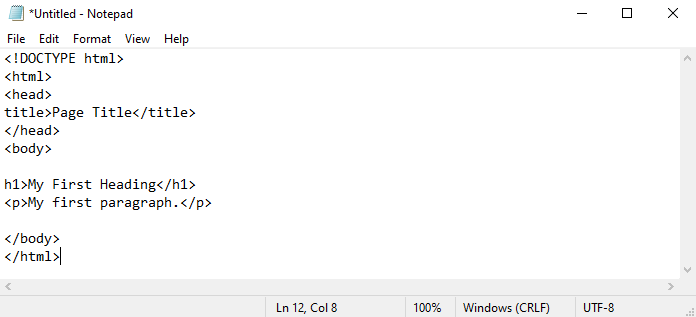 *Untitled - Notepad
File Edit Format View Help
<!DOCTYPE html>
<html>
<head>
title>Page Title</title>
</head>
<body>

h1>My First Heading</h1>
<p>My first paragraph.</p>

</body>
</html>
Ln 12, Col 8 100% Windows (CRLF) UTF-8